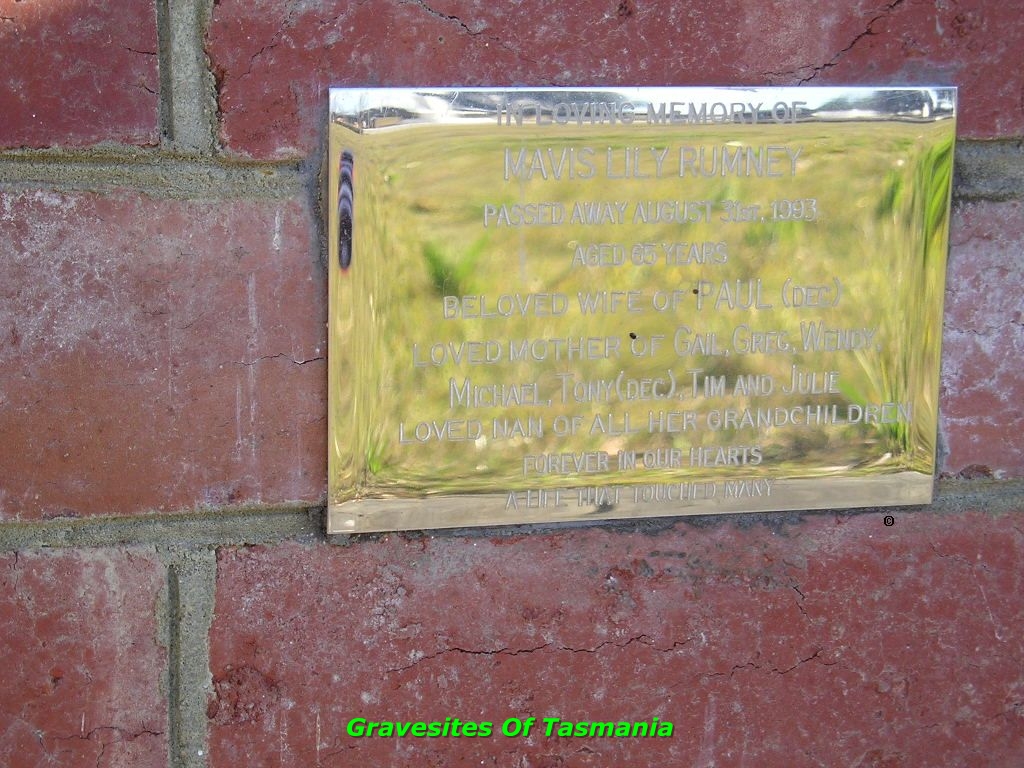 IN LOVING MEMORY OF
MAVIS LILY RUMNEY
PASSED AWAY AUGUST 31ST, 1993
AGED 65 YEARS
BELOVED WIFE OF PAUL (DEC)
LOVED MOTHER OF GAIL, GREG, WENDY,
MICHAEL, TONY (DEC), TIM AND JULIE
LOVED NAN OF ALL HER GRANDCHILDREN
FOREVER IN OUR HEARTS
A LIFE THAT TOUCHED MANY
©
Gravesites Of Tasmania